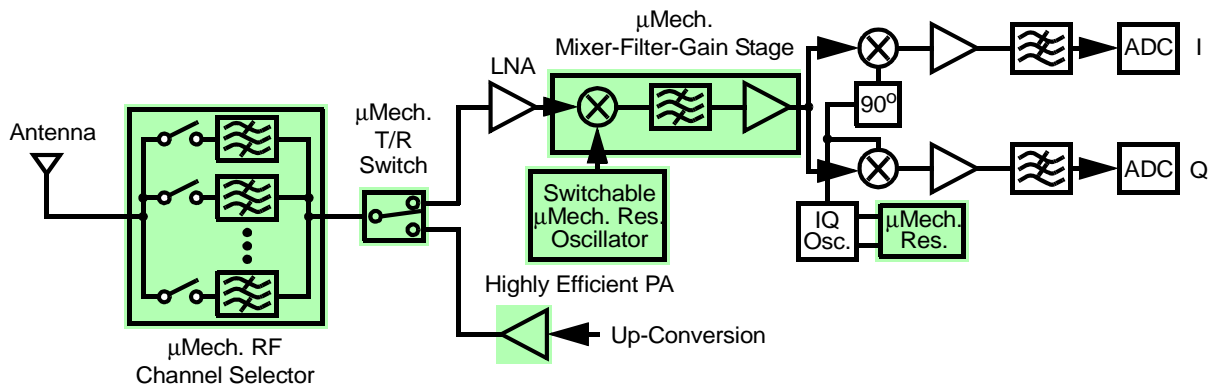 Antenna
μMech. RF
Channel Selector
μMech.
T/R
Switch
LNA
μMech.
Mixer-Filter-Gain Stage
Switchable
μMech. Res.
Oscillator
Highly Efficient PA
Up-Conversion
90o
IQ
Osc.
μMech.
Res.
ADC
I
ADC
Q